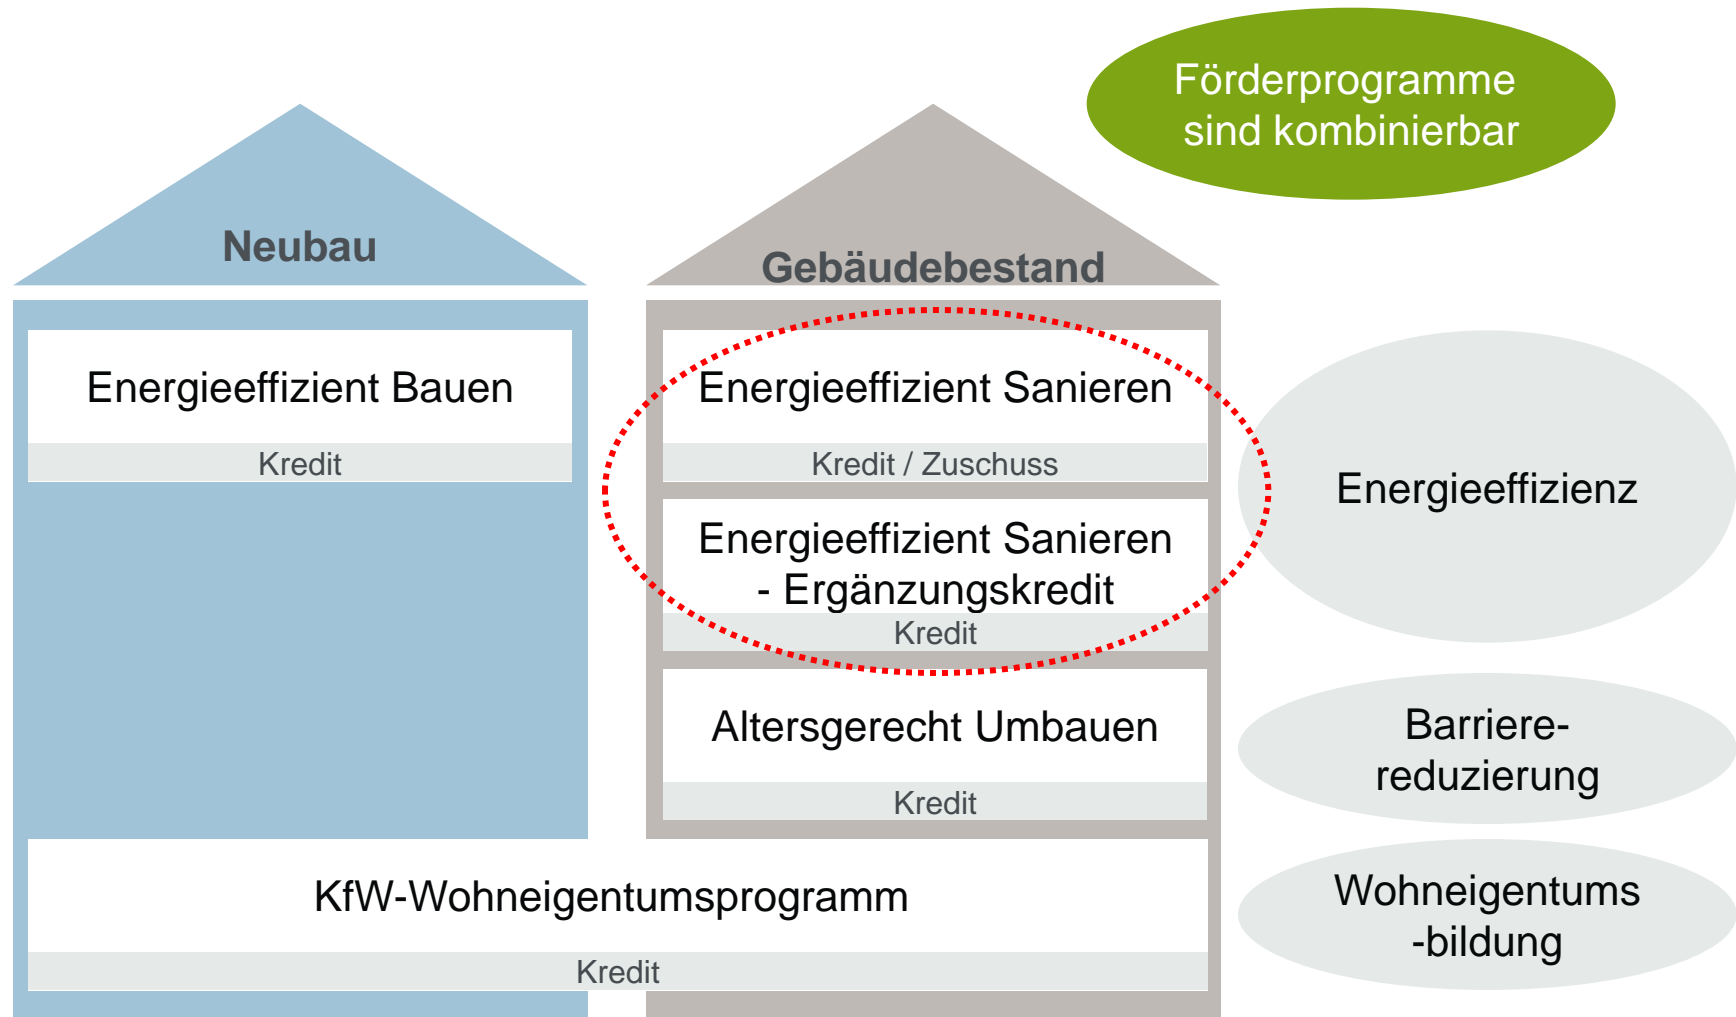 Förderprogramme
sind kombinierbar
Neubau
Gebäudebestand
Energieeffizient Bauen
Kredit
Energieeffizient Sanieren
Kredit / Zuschuss
Energieeffizient Sanieren
- Ergänzungskredit
Kredit
Energieeffizienz
Altersgerecht Umbauen
Kredit
Barriere-
reduzierung
KfW-Wohneigentumsprogramm
Kredit
Wohneigentums
-bildung